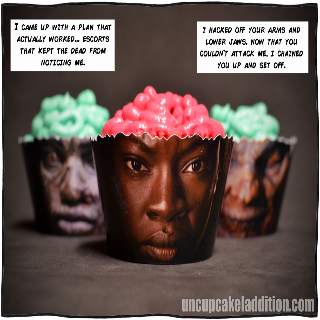 I CAME UP WITH A PLAN THAT
ACTUALLY WORKED... ESCORTS
THAT KEPT THE DEAD FROM
NOTICING ME.
I HACKED OFF YOUR ARMS AND
LOWER JAWS. NOW THAT YOU
COULDN'T ATTACK ME, I CHAINED
YOU UP AND SET OFF.
uncupcakeladdition.com